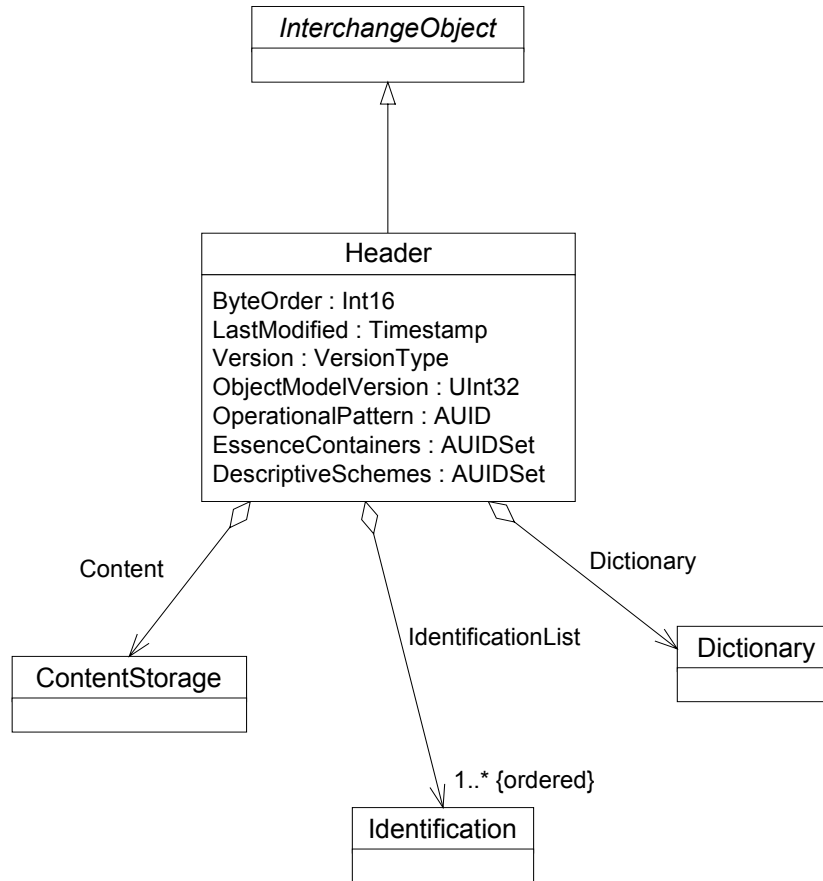 InterchangeObject
Header
ByteOrder : Int16
LastModified : Timestamp
Version : VersionType
ObjectModelVersion : UInt32
OperationalPattern : AUID
EssenceContainers : AUIDSet
DescriptiveSchemes : AUIDSet
Content
Dictionary
IdentificationList
ContentStorage
Dictionary
1..* {ordered}
Identification